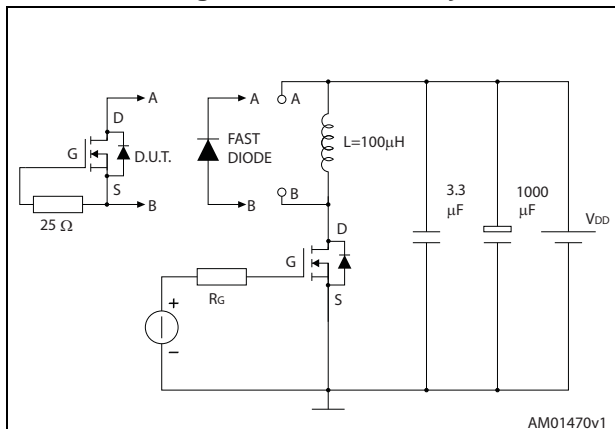 A
D
G
D.U.T.
S
B
25 Ω
A
FAST
DIODE
B
A
L=100μH
B
3.3
μF
1000
μF
VDD
D
G
S
RG
+
–
AM01470v1